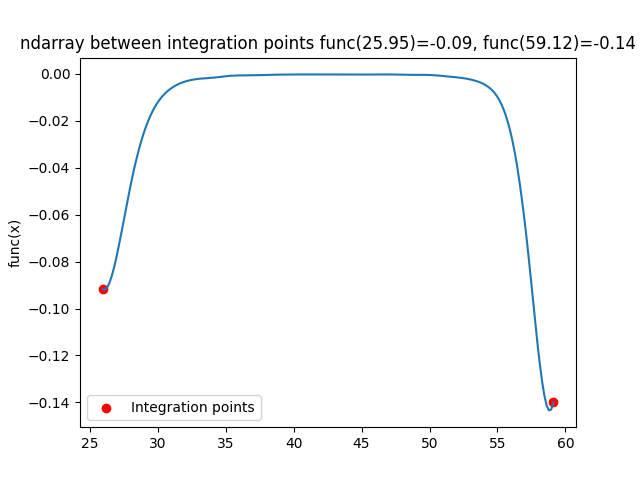 ndarray between integration points func(25.95)=-0.09, func(59.12)=-0.14
0.00
−0.02
−0.04
−0.06
−0.08
−0.10
−0.12
−0.14
func(x)
Integration points
25 30 35 40 45 50 55 60